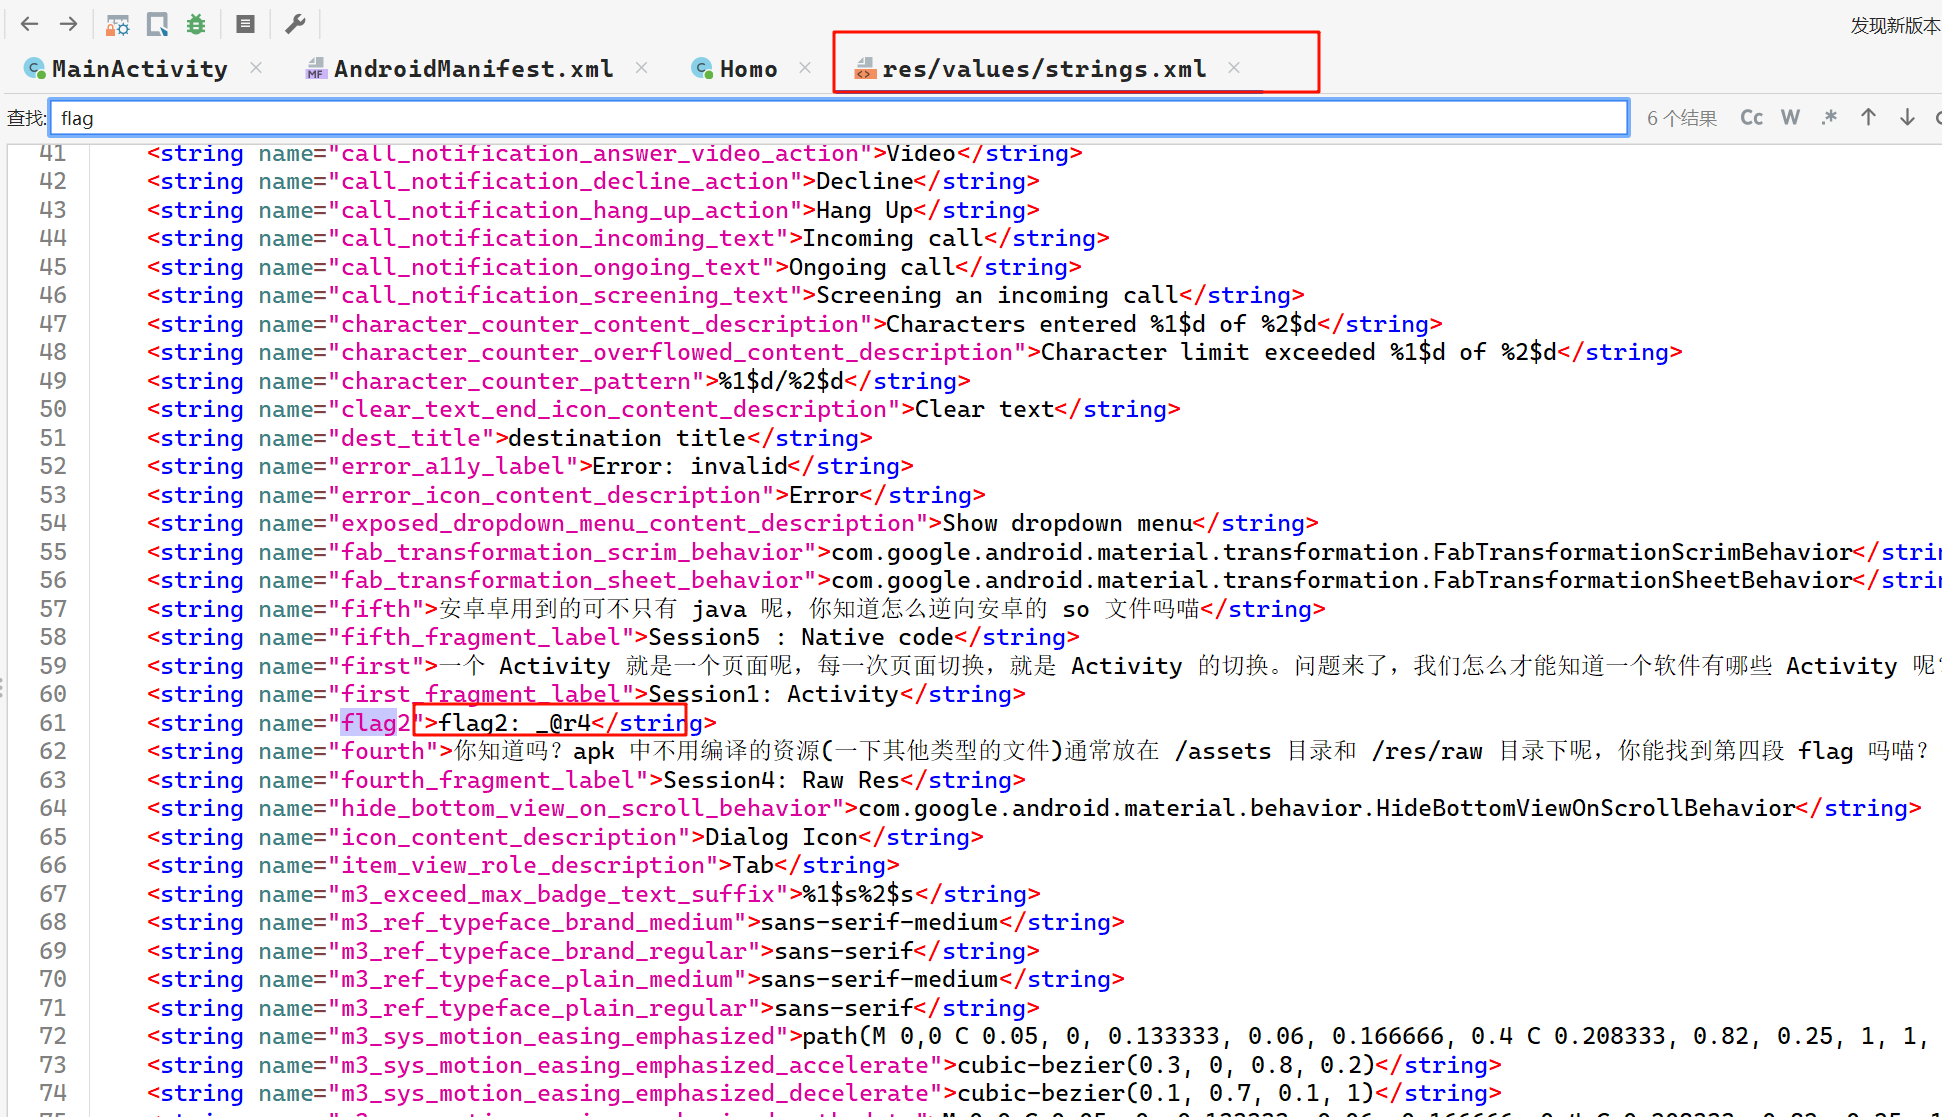 发现新版本
MainActivity AndroidManifest.xml Homo res/values/strings.xml
查找: flag 6 个结果 Cc W .*
41 <string name="call_notification_answer_video_action">Video</string>
42 <string name="call_notification_decline_action">Decline</string>
43 <string name="call_notification_hang_up_action">Hang Up</string>
44 <string name="call_notification_incoming_text">Incoming call</string>
45 <string name="call_notification_ongoing_text">Ongoing call</string>
46 <string name="call_notification_screening_text">Screening an incoming call</string>
47 <string name="character_counter_content_description">Characters entered %1$d of %2$d</string>
48 <string name="character_counter_overflowed_content_description">Character limit exceeded %1$d of %2$d</string>
49 <string name="character_counter_pattern">%1$d/%2$d</string>
50 <string name="clear_text_end_icon_content_description">Clear text</string>
51 <string name="dest_title">destination title</string>
52 <string name="error_a11y_label">Error: invalid</string>
53 <string name="error_icon_content_description">Error</string>
54 <string name="exposed_dropdown_menu_content_description">Show dropdown menu</string>
55 <string name="fab_transformation_scrim_behavior">com.google.android.material.transformation.FabTransformationScrimBehavior</strin
56 <string name="fab_transformation_sheet_behavior">com.google.android.material.transformation.FabTransformationSheetBehavior</strin
57 <string name="fifth">安卓卓用到的可不只有 java 呢，你知道怎么逆向安卓的 so 文件吗喵</string>
58 <string name="fifth_fragment_label">Session5 : Native code</string>
59 <string name="first">一个 Activity 就是一个页面呢，每一次页面切换，就是 Activity 的切换。问题来了，我们怎么才能知道一个软件有哪些 Activity 呢?
60 <string name="first_fragment_label">Session1: Activity</string>
61 <string name="flag2">flag2: _@r4</string>
62 <string name="fourth">你知道吗？apk 中不用编译的资源(一下其他类型的文件)通常放在 /assets 目录和 /res/raw 目录下呢，你能找到第四段 flag 吗喵？
63 <string name="fourth_fragment_label">Session4: Raw Res</string>
64 <string name="hide_bottom_view_on_scroll_behavior">com.google.android.material.behavior.HideBottomViewOnScrollBehavior</string>
65 <string name="icon_content_description">Dialog Icon</string>
66 <string name="item_view_role_description">Tab</string>
67 <string name="m3_exceed_max_badge_text_suffix">%1$s%2$s</string>
68 <string name="m3_ref_typeface_brand_medium">sans-serif-medium</string>
69 <string name="m3_ref_typeface_brand_regular">sans-serif</string>
70 <string name="m3_ref_typeface_plain_medium">sans-serif-medium</string>
71 <string name="m3_ref_typeface_plain_regular">sans-serif</string>
72 <string name="m3_sys_motion_easing_emphasized">path(M 0,0 C 0.05, 0, 0.133333, 0.06, 0.166666, 0.4 C 0.208333, 0.82, 0.25, 1, 1,
73 <string name="m3_sys_motion_easing_emphasized_accelerate">cubic-bezier(0.3, 0, 0.8, 0.2)</string>
74 <string name="m3_sys_motion_easing_emphasized_decelerate">cubic-bezier(0.1, 0.7, 0.1, 1)</string>